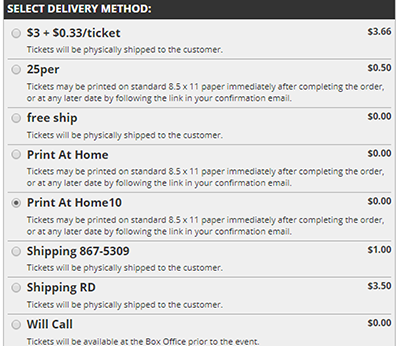 SELECT DELIVERY METHOD:
$3 + $0.33/ticket $3.66
Tickets will be physically shipped to the customer.
25per $0.50
Tickets may be printed on standard 8.5 x 11 paper immediately after completing the order,
or at any later date by following the link in your confirmation email.
free ship $0.00
Tickets will be physically shipped to the customer.
Print At Home $0.00
Tickets may be printed on standard 8.5 x 11 paper immediately after completing the order,
or at any later date by following the link in your confirmation email.
Print At Home10 $0.00
Tickets may be printed on standard 8.5 x 11 paper immediately after completing the order,
or at any later date by following the link in your confirmation email.
Shipping 867-5309 $1.00
Tickets will be physically shipped to the customer.
Shipping RD $3.50
Tickets will be physically shipped to the customer.
Will Call $0.00
Tickets will be available at the Box Office prior to the event.